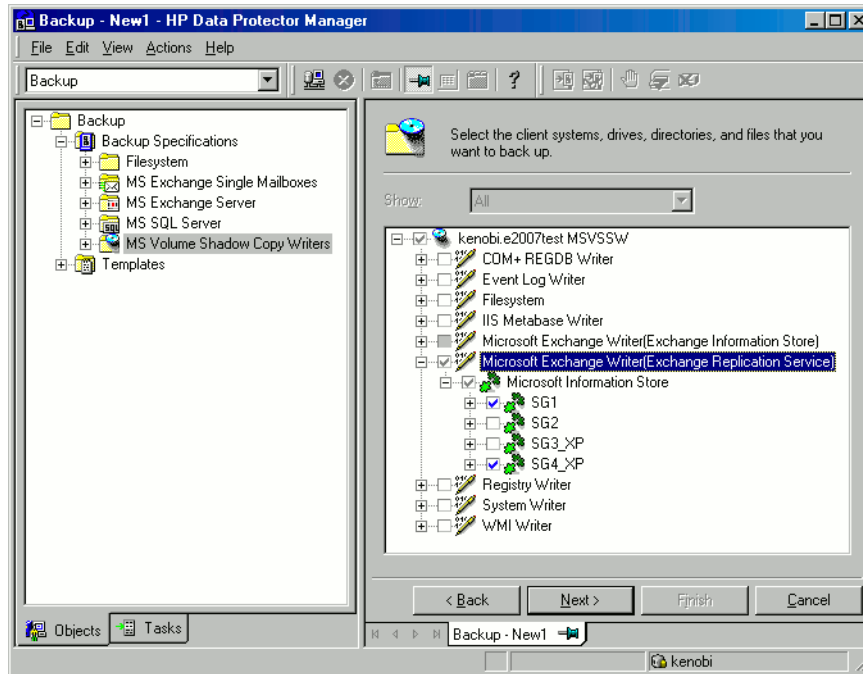 Backup - New1 - HP Data Protector Manager
File Edit View Actions Help
Backup
Backup
Backup Specifications
Filesystem
MS Exchange Single Mailboxes
MS Exchange Server
MS SQL Server
MS Volume Shadow Copy Writers
Templates
Objects
Tasks
Select the client systems, drives, directories, and files that you
want to back up.
Show:
All
kenobi.e2007test MSVSSW
COM+ REGDB Writer
Event Log Writer
Filesystem
IIS Metabase Writer
Microsoft Exchange Writer(Exchange Information Store)
Microsoft Exchange Writer(Exchange Replication Service)
Microsoft Information Store
SG1
SG2
SG3_XP
SG4_XP
Registry Writer
System Writer
WMI Writer
< Back
Next >
Finish
Cancel
Backup - New1
kenobi